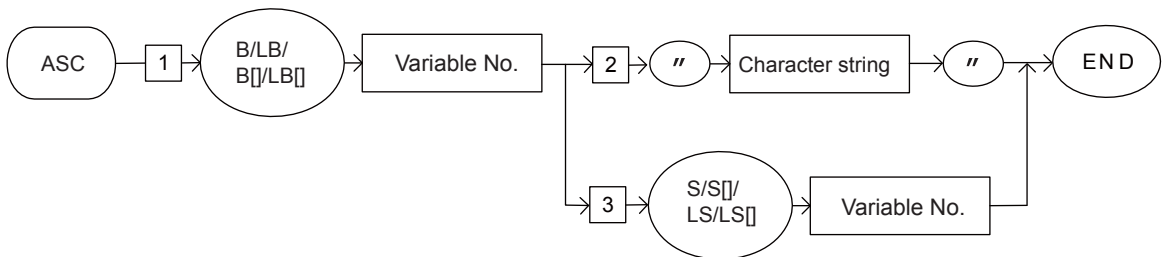 ASC
1
B/LB/
B[]/LB[]
Variable No.
2
"
Character string
"
END
3
S/S[]/
LS/LS[]
Variable No.